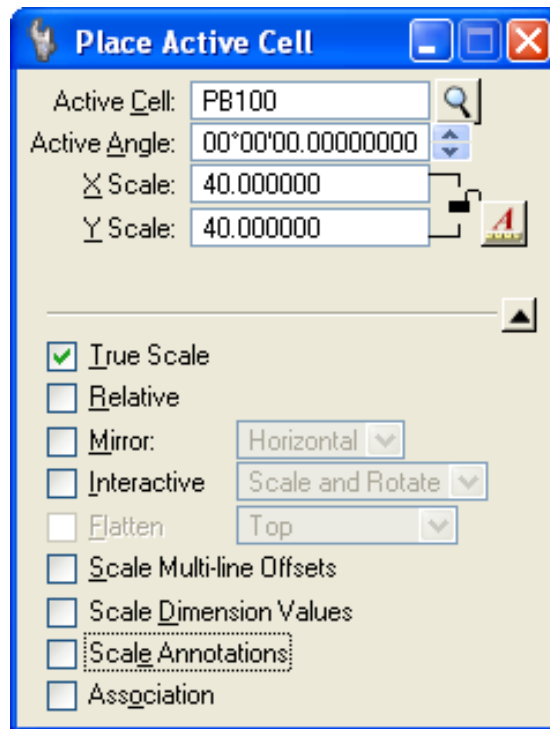 Place Active Cell
Active Cell: PB100
Active Angle: 00°00'00.00000000
X Scale: 40.000000
Y Scale: 40.000000
A
True Scale
Relative
Mirror: Horizontal
Interactive Scale and Rotate
Flatten Top
Scale Multi-line Offsets
Scale Dimension Values
Scale Annotations
Association